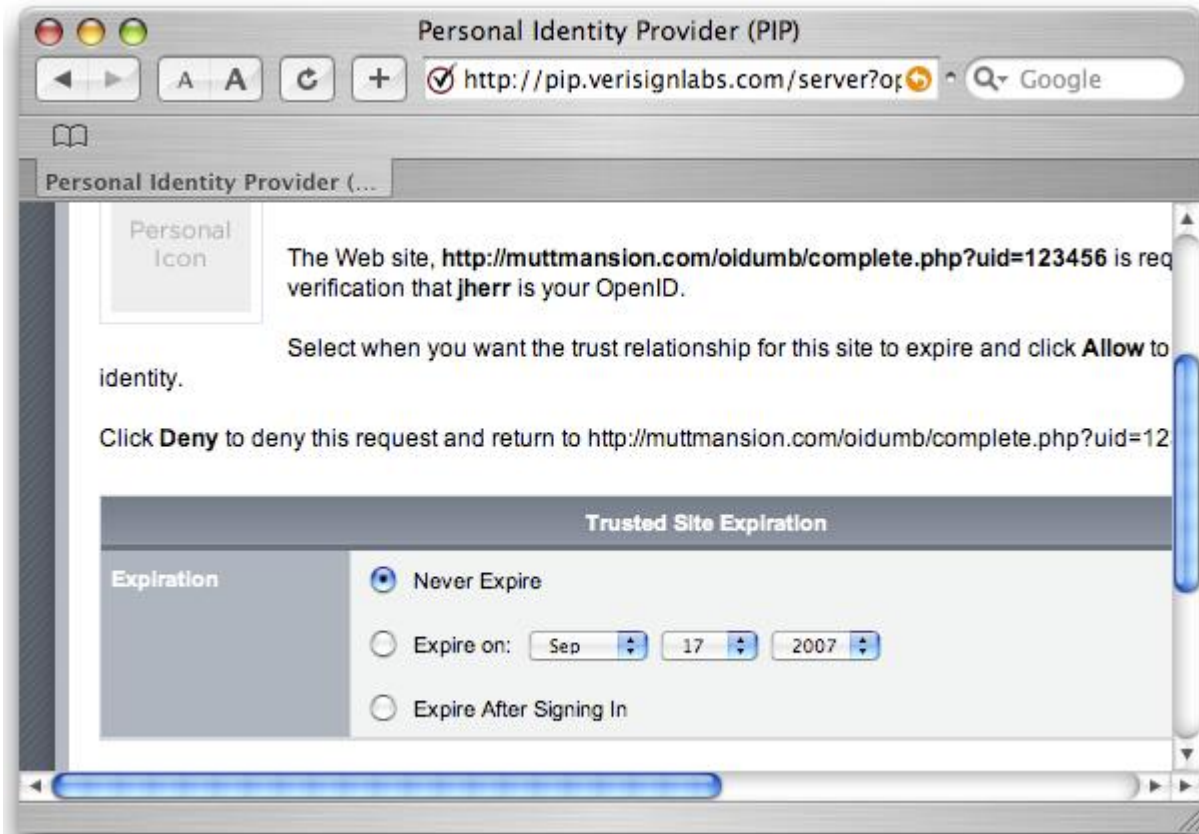 Personal Identity Provider (PIP)
A A http://pip.verisignlabs.com/server?op Google
Personal Identity Provider (...
Personal
Icon
The Web site, http://muttmansion.com/oidumb/complete.php?uid=123456 is req
verification that jherr is your OpenID.
Select when you want the trust relationship for this site to expire and click Allow to
identity.
Click Deny to deny this request and return to http://muttmansion.com/oidumb/complete.php?uid=12
Trusted Site Expiration
Expiration
Never Expire
Expire on: Sep 17 2007
Expire After Signing In